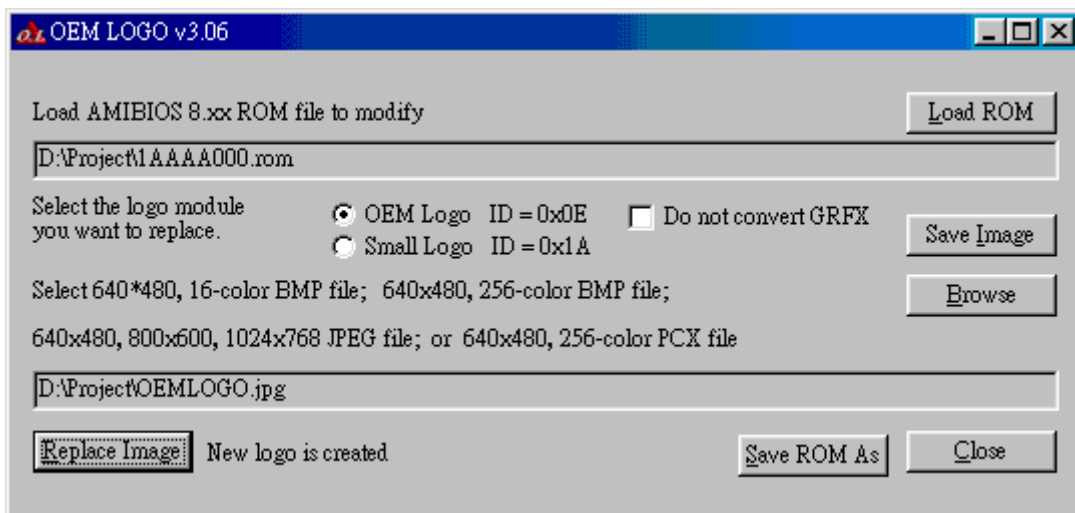 OEM LOGO v3.06
Load AMIBIOS 8.xx ROM file to modify
Load ROM
D:\Project\1AAAA000.rom
Select the logo module
you want to replace.
OEM Logo ID = 0x0E
Small Logo ID = 0x1A
Do not convert GRFX
Save Image
Select 640*480, 16-color BMP file; 640x480, 256-color BMP file;
Browse
640x480, 800x600, 1024x768 JPEG file; or 640x480, 256-color PCX file
D:\Project\OEMLOGO.jpg
Replace Image
New logo is created
Save ROM As
Close